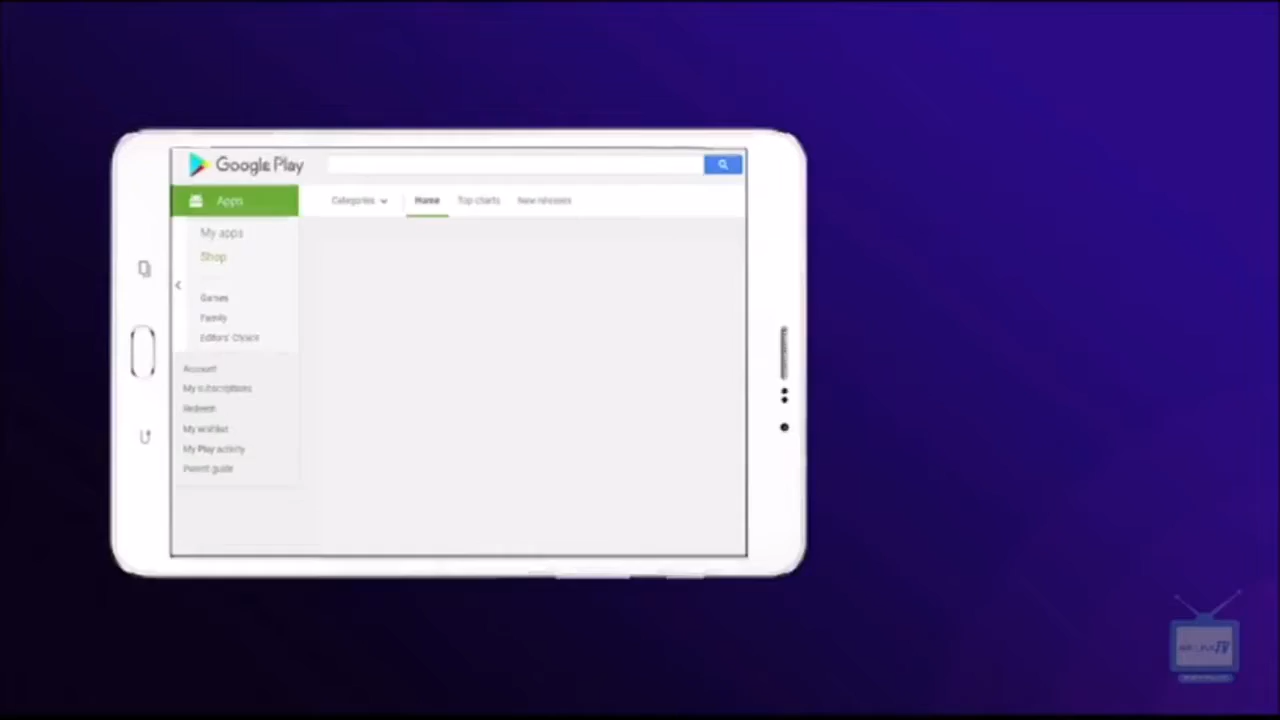 Google Play
Apps
Categories Home Top charts New releases
My apps
Shop
Games
Family
Editors' Choice
Account
My subscriptions
Redeem
My wishlist
My Play activity
Parent guide
TV